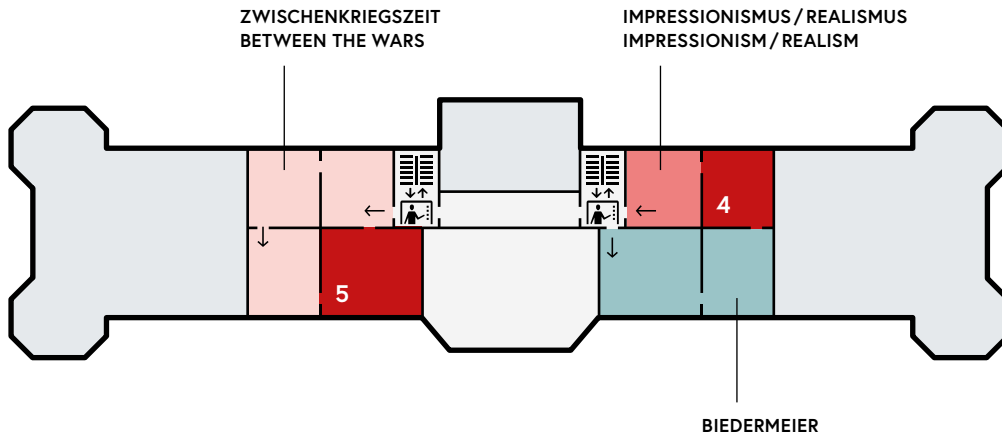 ZWISCHENKRIEGSZEIT
BETWEEN THE WARS
IMPRESSIONISMUS / REALISMUS
IMPRESSIONISM / REALISM
4
5
BIEDERMEIER